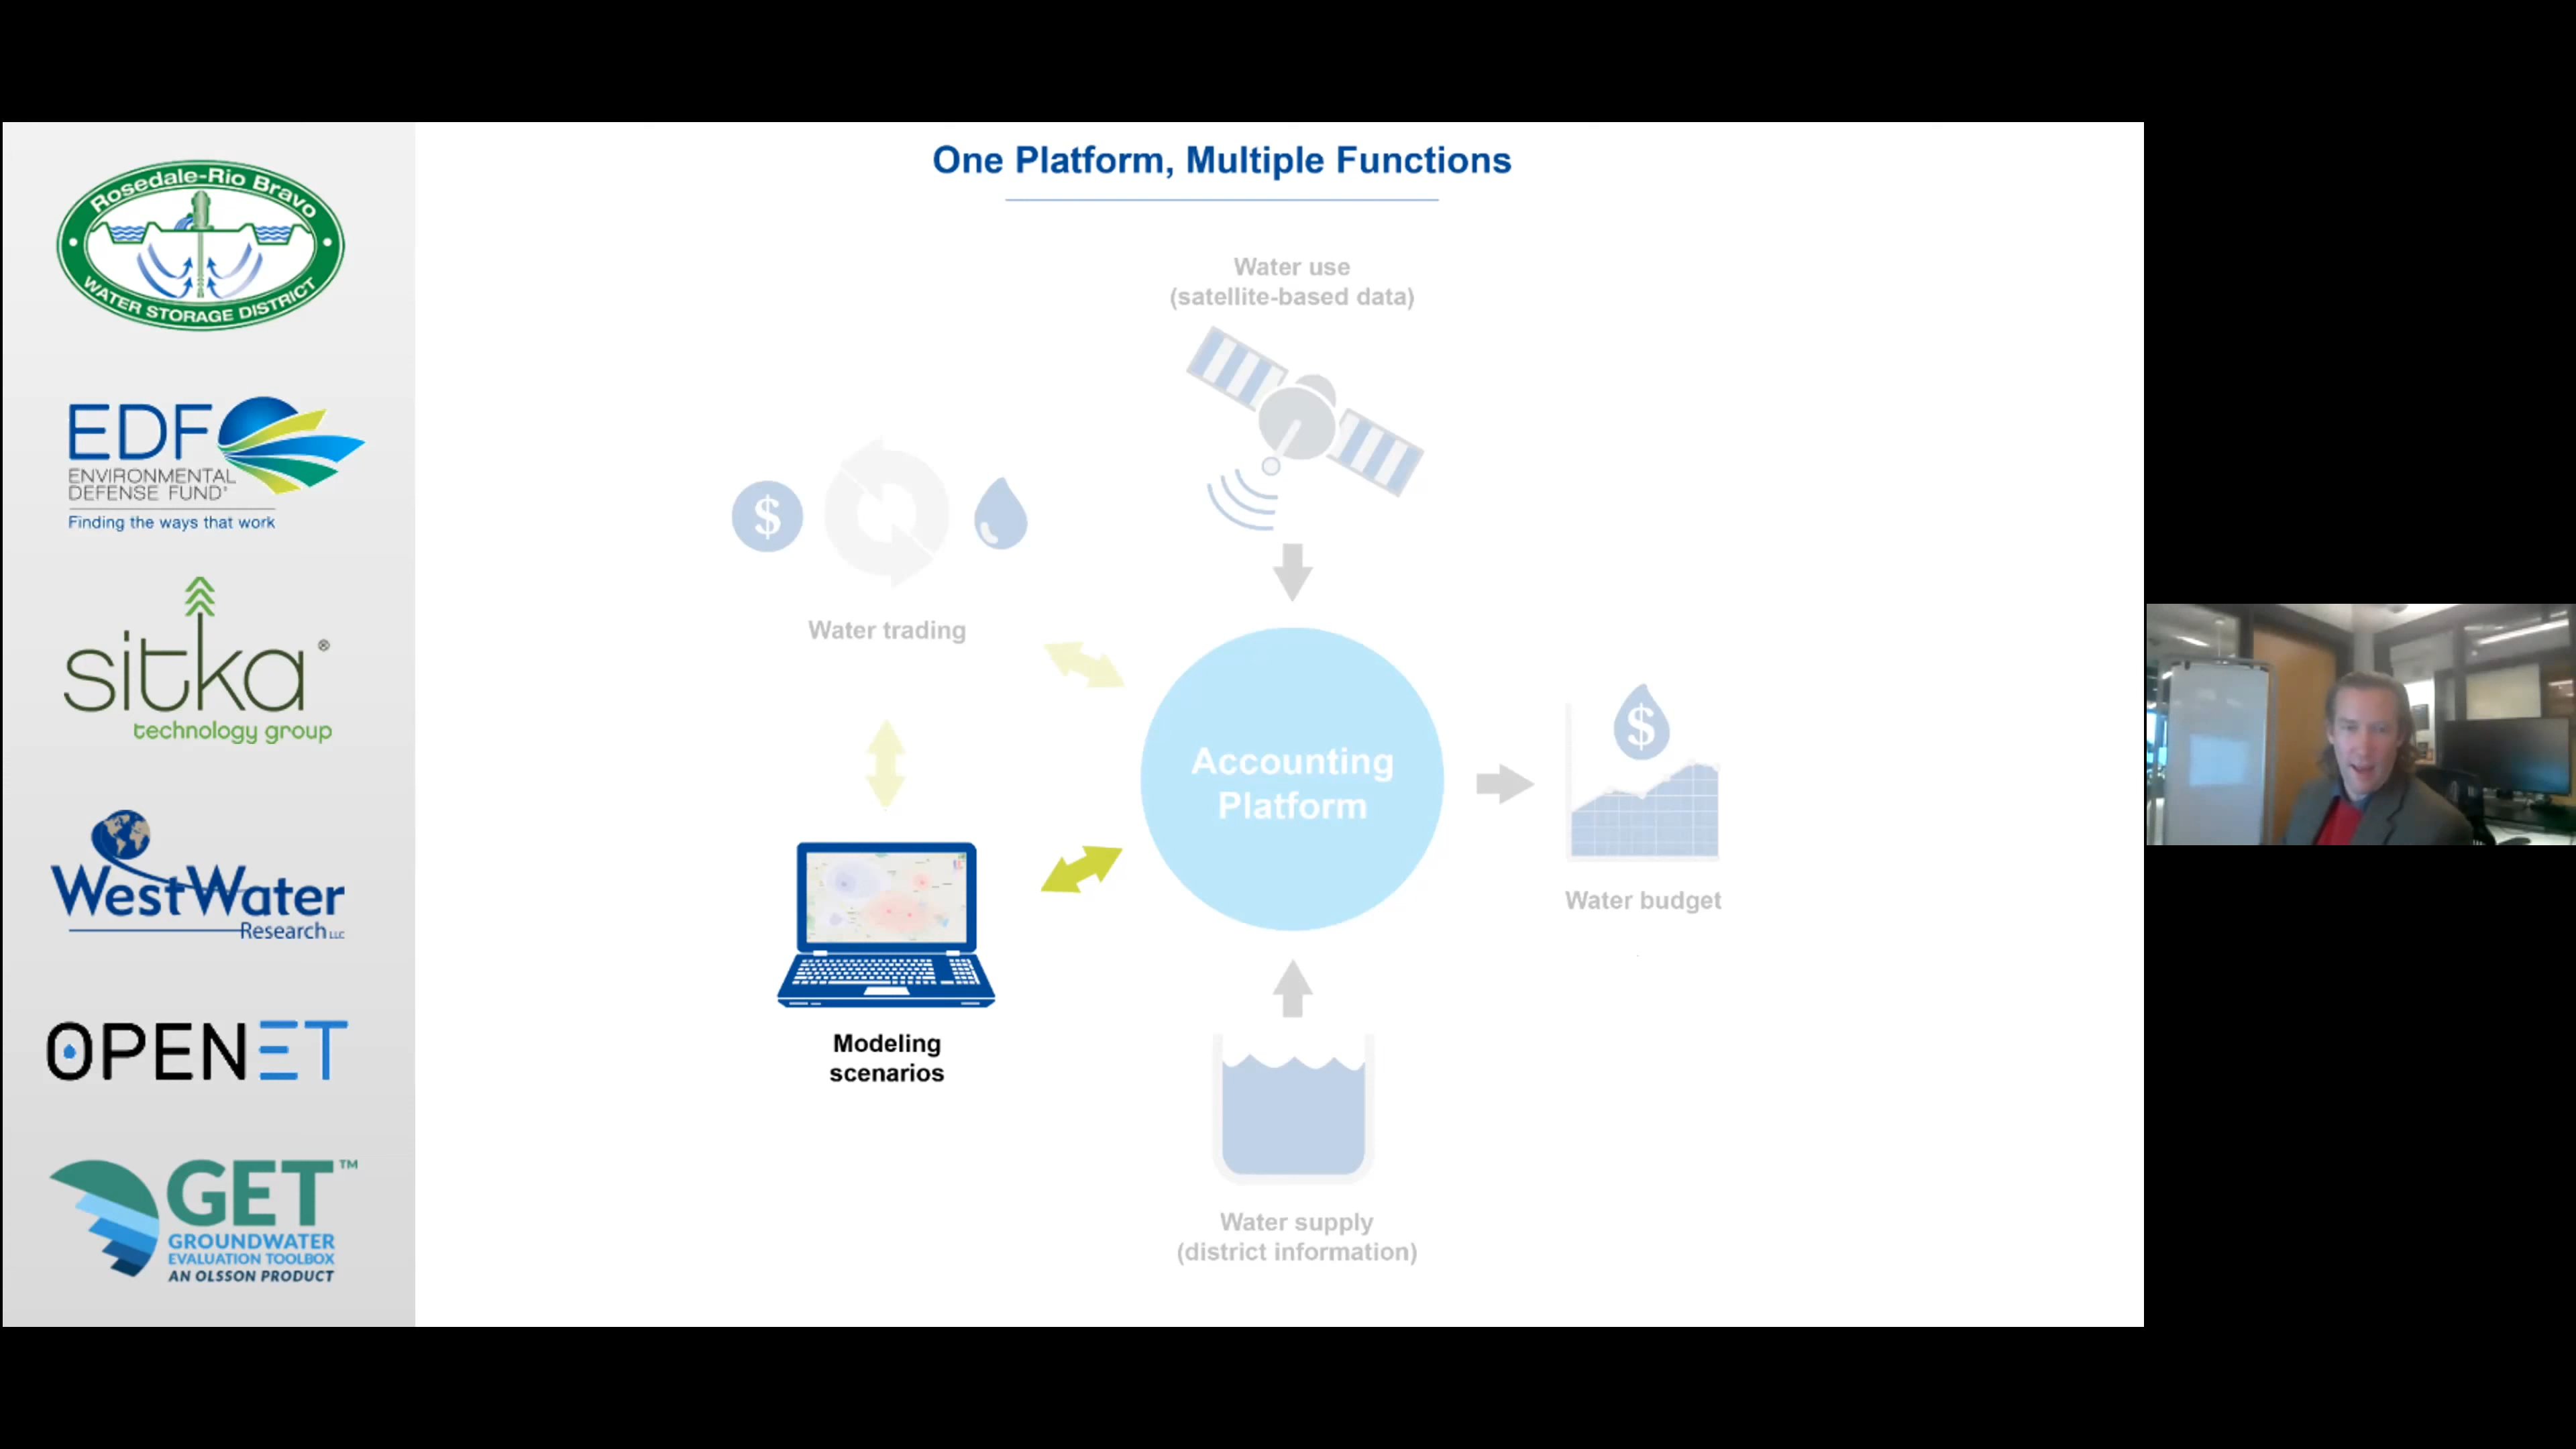 Rosedale-Rio Bravo
WATER STORAGE DISTRICT
EDF
ENVIRONMENTAL
DEFENSE FUND®
Finding the ways that work
sitka®
technology group
WestWater
Research LLC
OPENET
GET™
GROUNDWATER
EVALUATION TOOLBOX
AN OLSSON PRODUCT
One Platform, Multiple Functions
Water use
(satellite-based data)
$
Water trading
Accounting
Platform
$
Water budget
Modeling
scenarios
Water supply
(district information)